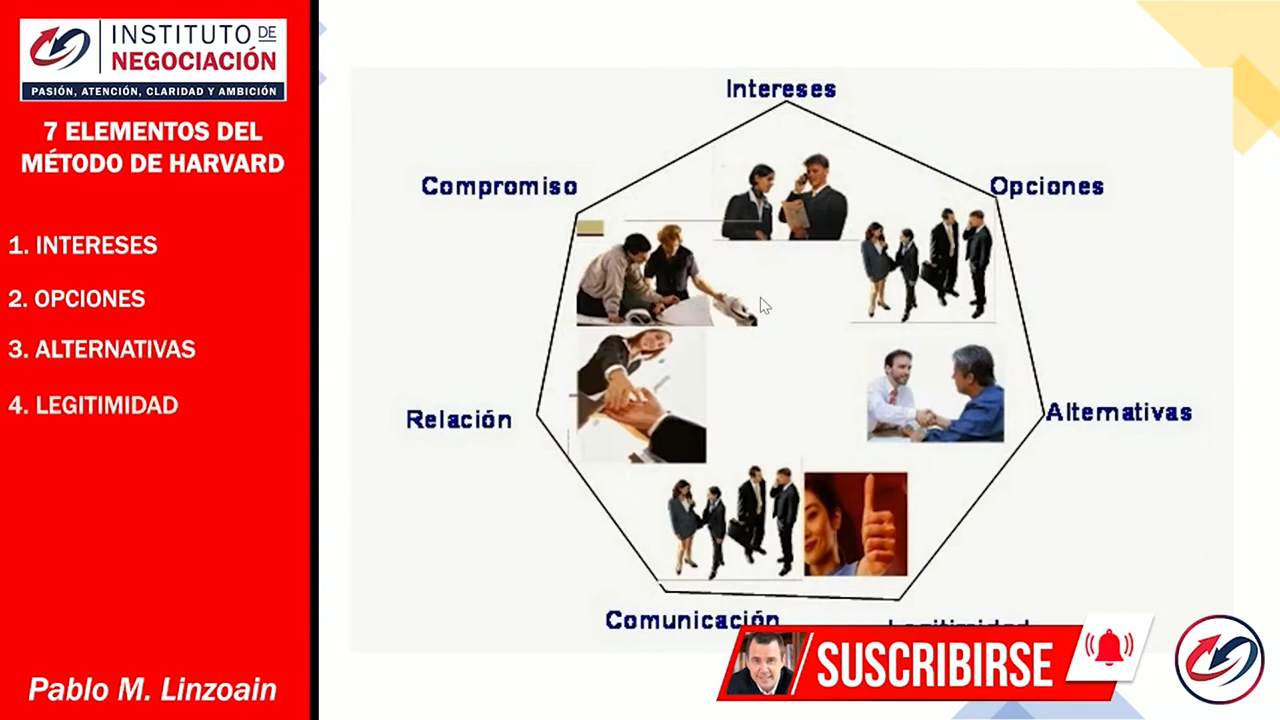 INSTITUTO DE
NEGOCIACIÓN
PASIÓN, ATENCIÓN, CLARIDAD Y AMBICIÓN
7 ELEMENTOS DEL
MÉTODO DE HARVARD
1. INTERESES
2. OPCIONES
3. ALTERNATIVAS
4. LEGITIMIDAD
Pablo M. Linzoain
Intereses
Compromiso
Opciones
Relación
Alternativas
Comunicación
Legitimidad
SUSCRIBIRSE